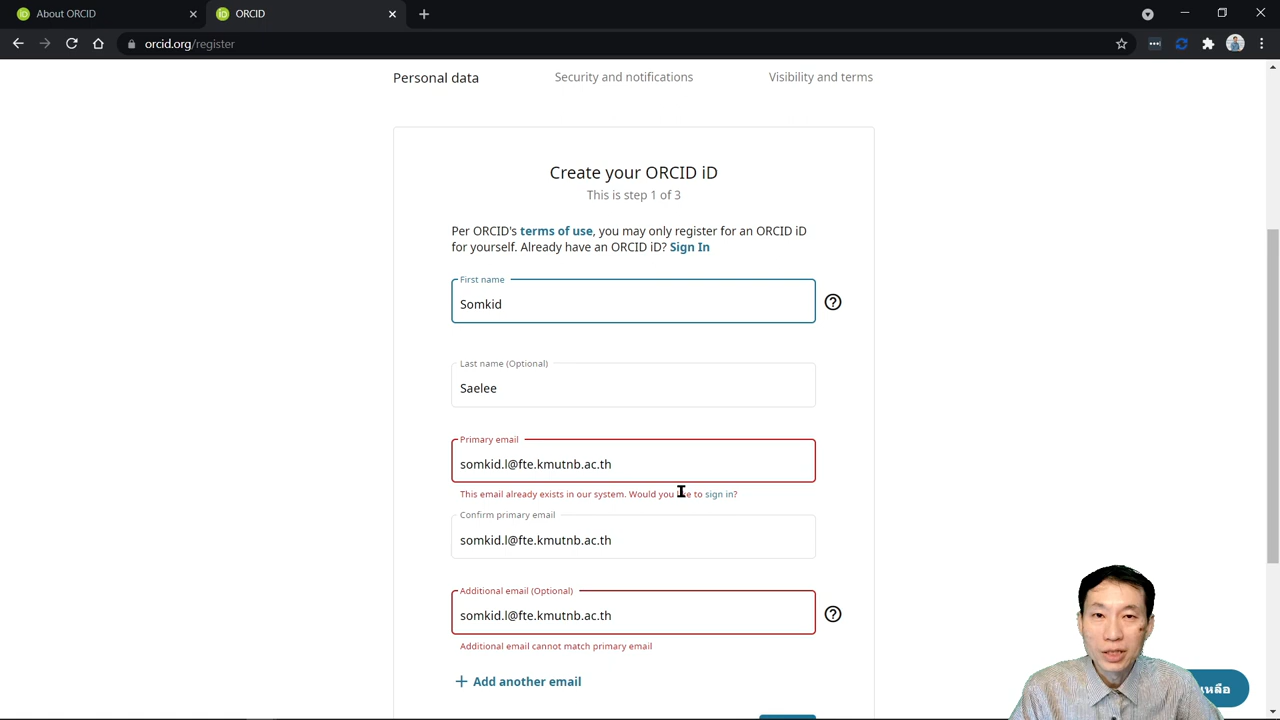 About ORCID
ORCID
orcid.org/register
Personal data
Security and notifications
Visibility and terms
Create your ORCID iD
This is step 1 of 3
Per ORCID's terms of use, you may only register for an ORCID iD
for yourself. Already have an ORCID iD? Sign In
First name
Somkid
Last name (Optional)
Saelee
Primary email
somkid.l@fte.kmutnb.ac.th
This email already exists in our system. Would you to sign in?
Confirm primary email
somkid.l@fte.kmutnb.ac.th
Additional email (Optional)
somkid.l@fte.kmutnb.ac.th
Additional email cannot match primary email
Add another email